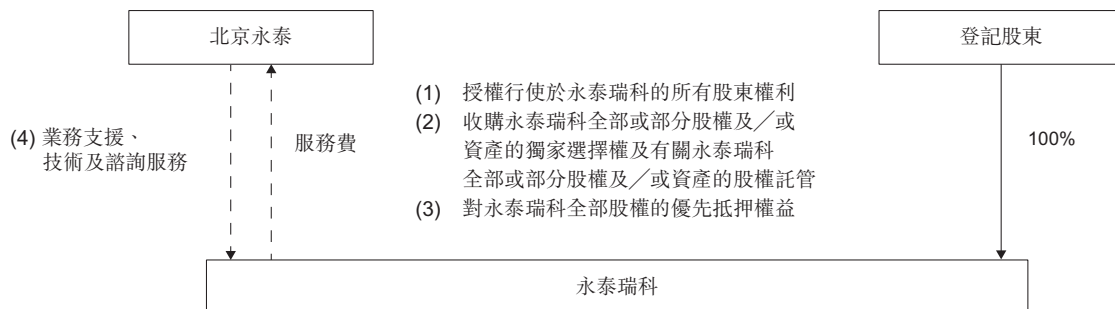 北京永泰
登記股東
(1) 授權行使於永泰瑞科的所有股東權利
(2) 收購永泰瑞科全部或部分股權及╱或
資產的獨家選擇權及有關永泰瑞科
全部或部分股權及╱或資產的股權託管
(3) 對永泰瑞科全部股權的優先抵押權益
(4) 業務支援、
技術及諮詢服務
服務費
100%
永泰瑞科